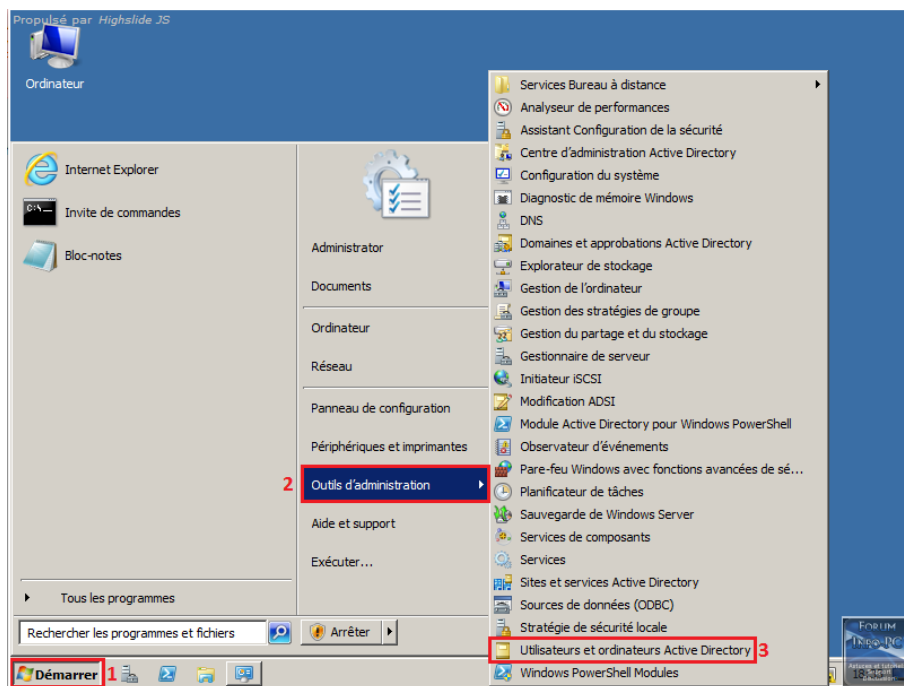 Propulsé par Highslide JS
Ordinateur
Internet Explorer
Invite de commandes
Bloc-notes
Tous les programmes
Rechercher les programmes et fichiers
Administrator
Documents
Ordinateur
Réseau
Panneau de configuration
Périphériques et imprimantes
2
Outils d'administration
Aide et support
Exécuter...
Arrêter
Services Bureau à distance
Analyseur de performances
Assistant Configuration de la sécurité
Centre d'administration Active Directory
Configuration du système
Diagnostic de mémoire Windows
DNS
Domaines et approbations Active Directory
Explorateur de stockage
Gestion de l'ordinateur
Gestion des stratégies de groupe
Gestion du partage et du stockage
Gestionnaire de serveur
Initiateur iSCSI
Modification ADSI
Module Active Directory pour Windows PowerShell
Observateur d'événements
Pare-feu Windows avec fonctions avancées de sé...
Planificateur de tâches
Sauvegarde de Windows Server
Services de composants
Services
Sites et services Active Directory
Sources de données (ODBC)
Stratégie de sécurité locale
Utilisateurs et ordinateurs Active Directory
3
Windows PowerShell Modules
Démarrer
1
FORUM